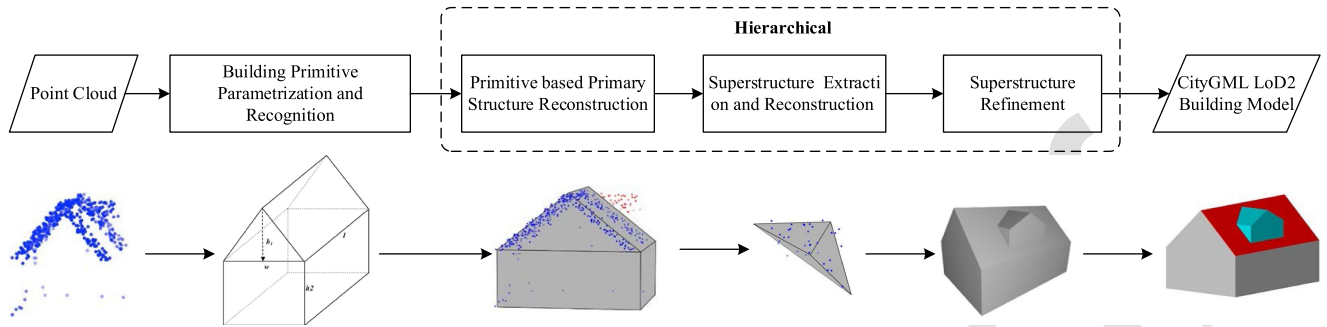 Hierarchical
Point Cloud
Building Primitive
Parametrization and
Recognition
Primitive based Primary
Structure Reconstruction
Superstructure Extracti
on and Reconstruction
Superstructure
Refinement
CityGML LoD2
Building Model
h1
l
w
h2